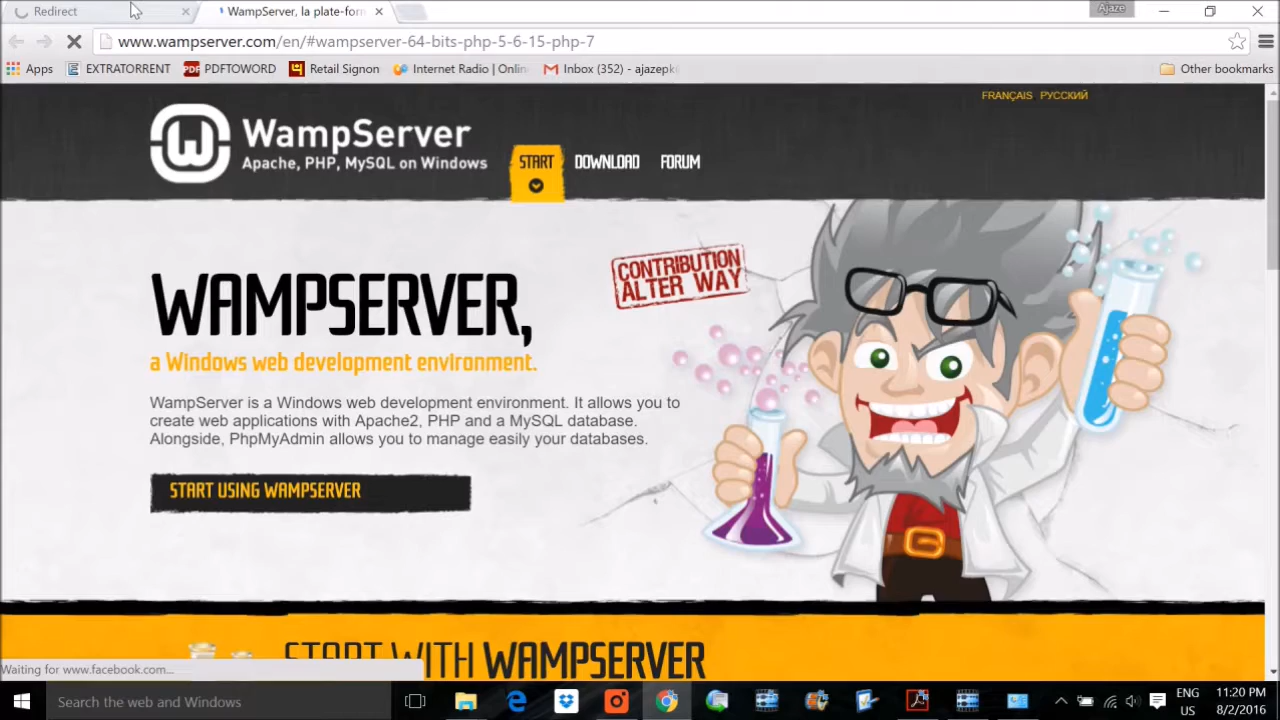 Redirect
WampServer, la plate-for
Ajaze
www.wampserver.com/en/#wampserver-64-bits-php-5-6-15-php-7
Apps
EXTRATORRENT
PDFTOWORD
Retail Signon
Internet Radio | Onlin
Inbox (352) - ajazepk
Other bookmarks
FRANÇAIS РУССКИЙ
WampServer
Apache, PHP, MySQL on Windows
START DOWNLOAD FORUM
CONTRIBUTION
ALTER WAY
WAMPSERVER,
a Windows web development environment.
WampServer is a Windows web development environment. It allows you to
create web applications with Apache2, PHP and a MySQL database.
Alongside, PhpMyAdmin allows you to manage easily your databases.
START USING WAMPSERVER
START WITH WAMPSERVER
Waiting for www.facebook.com...
Search the web and Windows
ENG
US
11:20 PM
8/2/2016